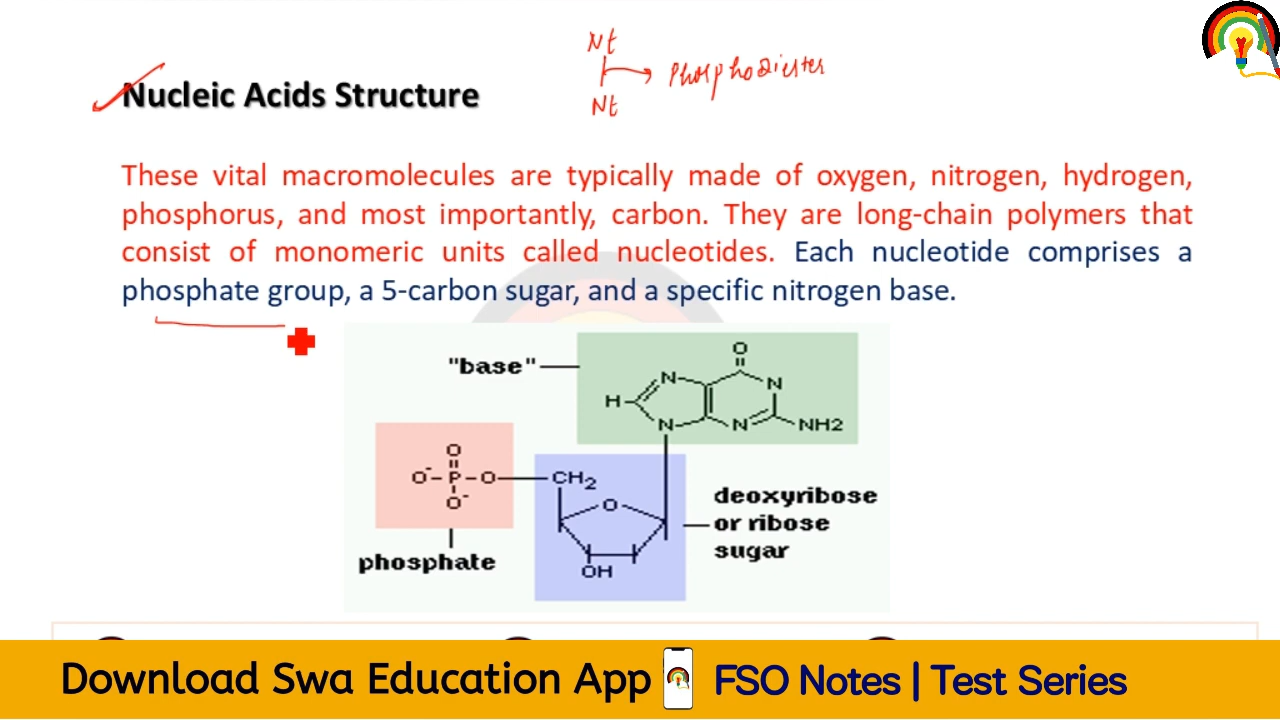 Nt
Phosphodiester
Nt
Nucleic Acids Structure
These vital macromolecules are typically made of oxygen, nitrogen, hydrogen,
phosphorus, and most importantly, carbon. They are long-chain polymers that
consist of monomeric units called nucleotides. Each nucleotide comprises a
phosphate group, a 5-carbon sugar, and a specific nitrogen base.
"base"
O
N
N
H
N
N
NH2
O
O⁻-P-O
O⁻
CH2
O
OH
deoxyribose
or ribose
sugar
phosphate
Download Swa Education App
FSO Notes | Test Series